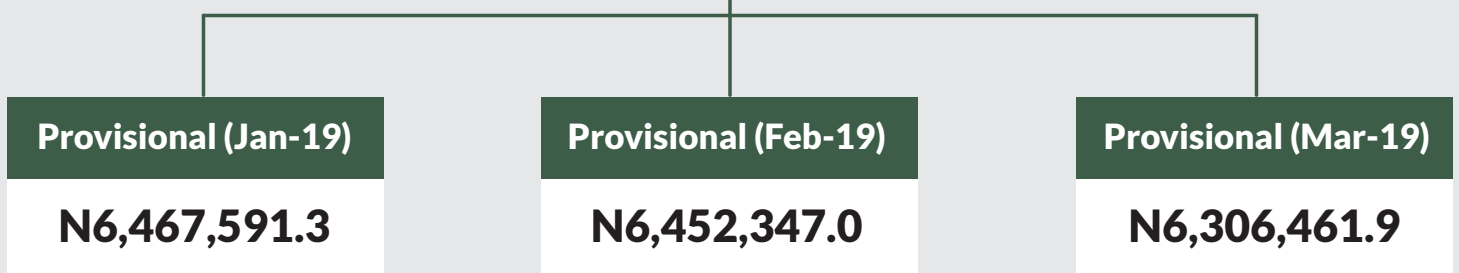 Provisional (Jan-19)
N6,467,591.3
Provisional (Feb-19)
N6,452,347.0
Provisional (Mar-19)
N6,306,461.9